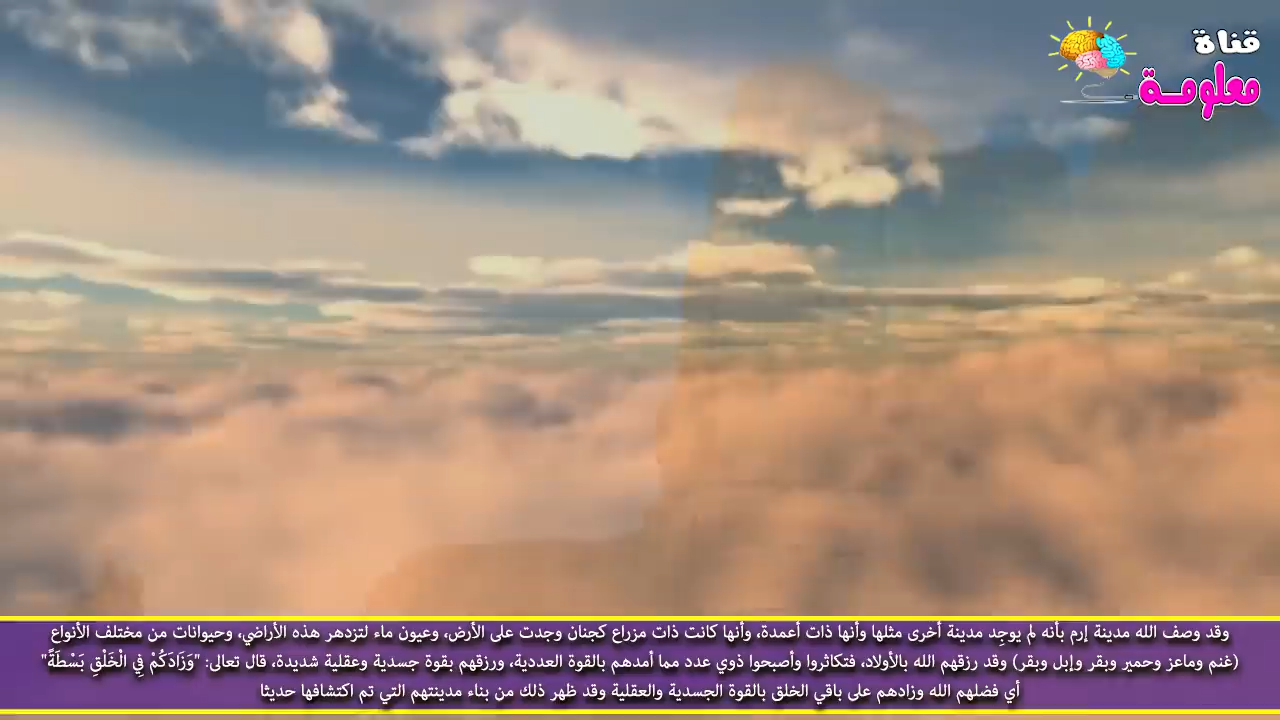 قناة
معلومة
وقد وصف الله مدينة إرم بأنه لم يوجِد مدينة أخرى مثلها وأنها ذات أعمدة، وأنها كانت ذات مزراع كجنان وجدت على الأرض، وعيون ماء لتزدهر هذه الأراضي، وحيوانات من مختلف الأنواع
(غنم وماعز وحمير وبقر وإبل وبقر) وقد رزقهم الله بالأولاد، فتكاثروا وأصبحوا ذوي عدد مما أمدهم بالقوة العددية، ورزقهم بقوة جسدية وعقلية شديدة، قال تعالى: "وَزَادَكُمْ فِي الْخَلْقِ بَسْطَةً"
أي فضلهم الله وزادهم على باقي الخلق بالقوة الجسدية والعقلية وقد ظهر ذلك من بناء مدينتهم التي تم اكتشافها حديثا